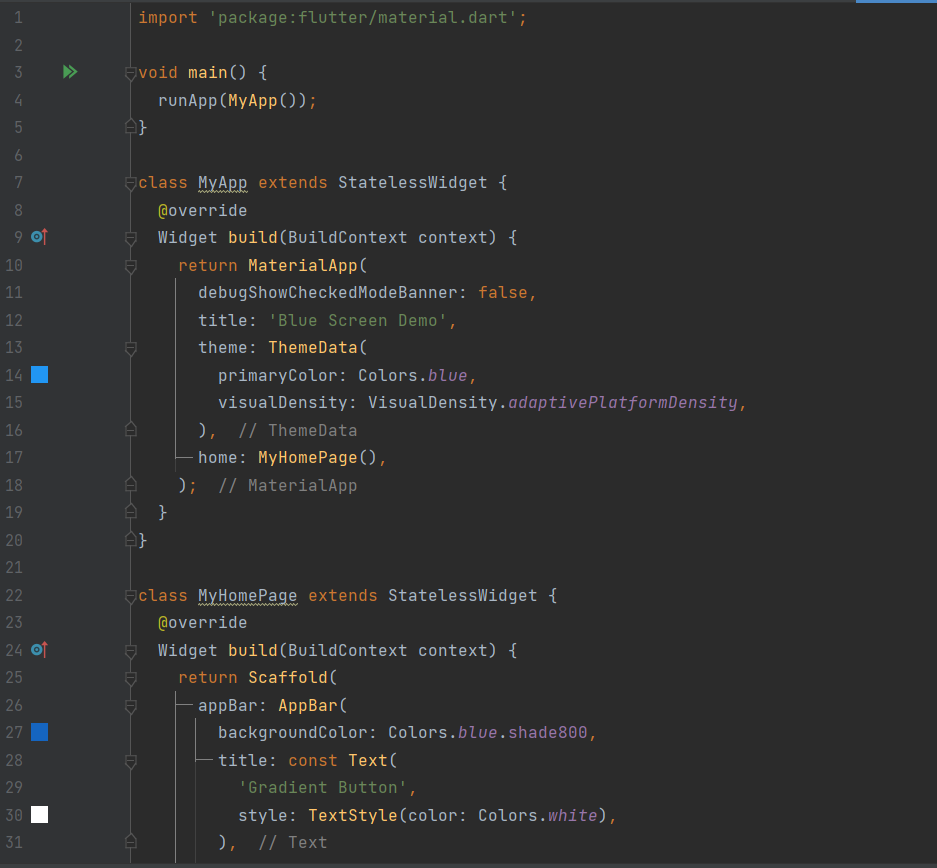 1 import 'package:flutter/material.dart';
2
3 void main() {
4 runApp(MyApp());
5 }
6
7 class MyApp extends StatelessWidget {
8 @override
9 Widget build(BuildContext context) {
10 return MaterialApp(
11 debugShowCheckedModeBanner: false,
12 title: 'Blue Screen Demo',
13 theme: ThemeData(
14 primaryColor: Colors.blue,
15 visualDensity: VisualDensity.adaptivePlatformDensity,
16 ), // ThemeData
17 home: MyHomePage(),
18 ); // MaterialApp
19 }
20 }
21
22 class MyHomePage extends StatelessWidget {
23 @override
24 Widget build(BuildContext context) {
25 return Scaffold(
26 appBar: AppBar(
27 backgroundColor: Colors.blue.shade800,
28 title: const Text(
29 'Gradient Button',
30 style: TextStyle(color: Colors.white),
31 ), // Text